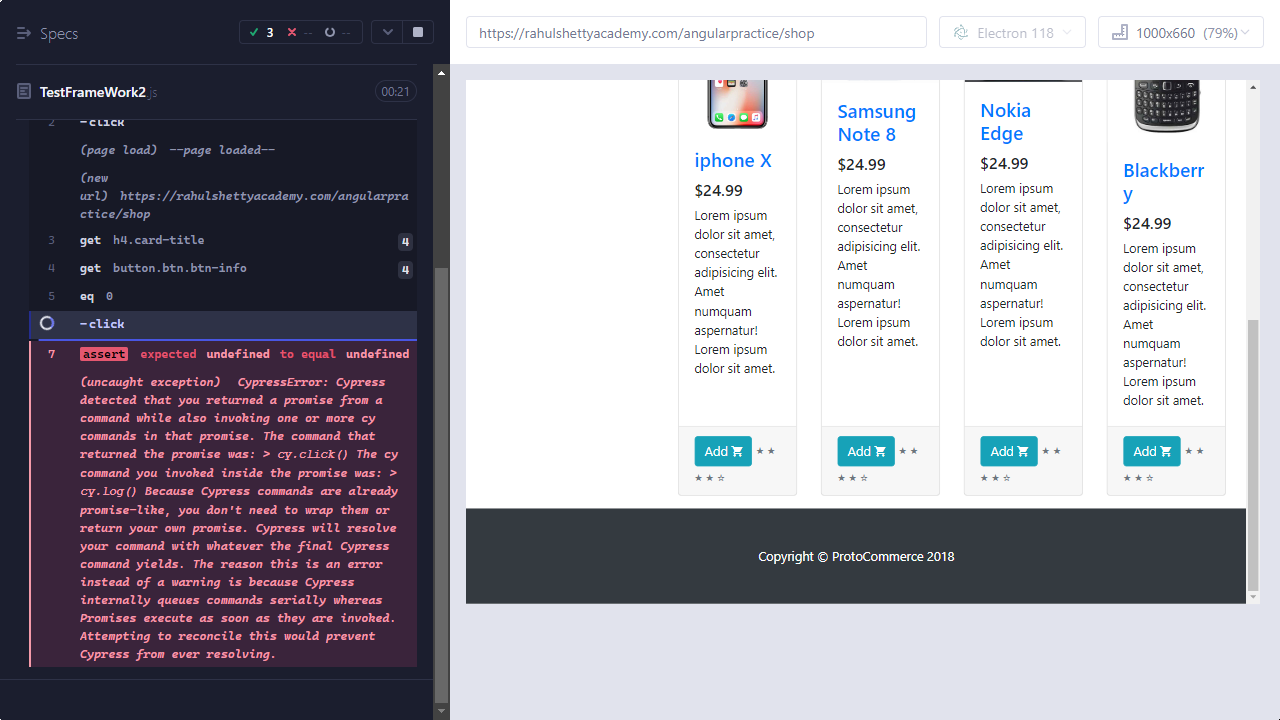 Specs
3
--
--
TestFrameWork2.js
00:21
2 -click
(page load) --page loaded--
(new
url) https://rahulshettyacademy.com/angularpra
ctice/shop
3 get h4.card-title 4
4 get button.btn.btn-info 4
5 eq 0
-click
7 assert expected undefined to equal undefined
(uncaught exception) CypressError: Cypress
detected that you returned a promise from a
command while also invoking one or more cy
commands in that promise. The command that
returned the promise was: > cy.click() The cy
command you invoked inside the promise was: >
cy.log() Because Cypress commands are already
promise-like, you don't need to wrap them or
return your own promise. Cypress will resolve
your command with whatever the final Cypress
command yields. The reason this is an error
instead of a warning is because Cypress
internally queues commands serially whereas
Promises execute as soon as they are invoked.
Attempting to reconcile this would prevent
Cypress from ever resolving.
https://rahulshettyacademy.com/angularpractice/shop
Electron 118
1000x660 (79%)
iphone X
$24.99
Lorem ipsum
dolor sit amet,
consectetur
adipisicing elit.
Amet
numquam
aspernatur!
Lorem ipsum
dolor sit amet.
Add ★ ★
★ ★ ☆
Samsung
Note 8
$24.99
Lorem ipsum
dolor sit amet,
consectetur
adipisicing elit.
Amet
numquam
aspernatur!
Lorem ipsum
dolor sit amet.
Add ★ ★
★ ★ ☆
Nokia
Edge
$24.99
Lorem ipsum
dolor sit amet,
consectetur
adipisicing elit.
Amet
numquam
aspernatur!
Lorem ipsum
dolor sit amet.
Add ★ ★
★ ★ ☆
Blackberr
y
$24.99
Lorem ipsum
dolor sit amet,
consectetur
adipisicing elit.
Amet
numquam
aspernatur!
Lorem ipsum
dolor sit amet.
Add ★ ★
★ ★ ☆
Copyright © ProtoCommerce 2018